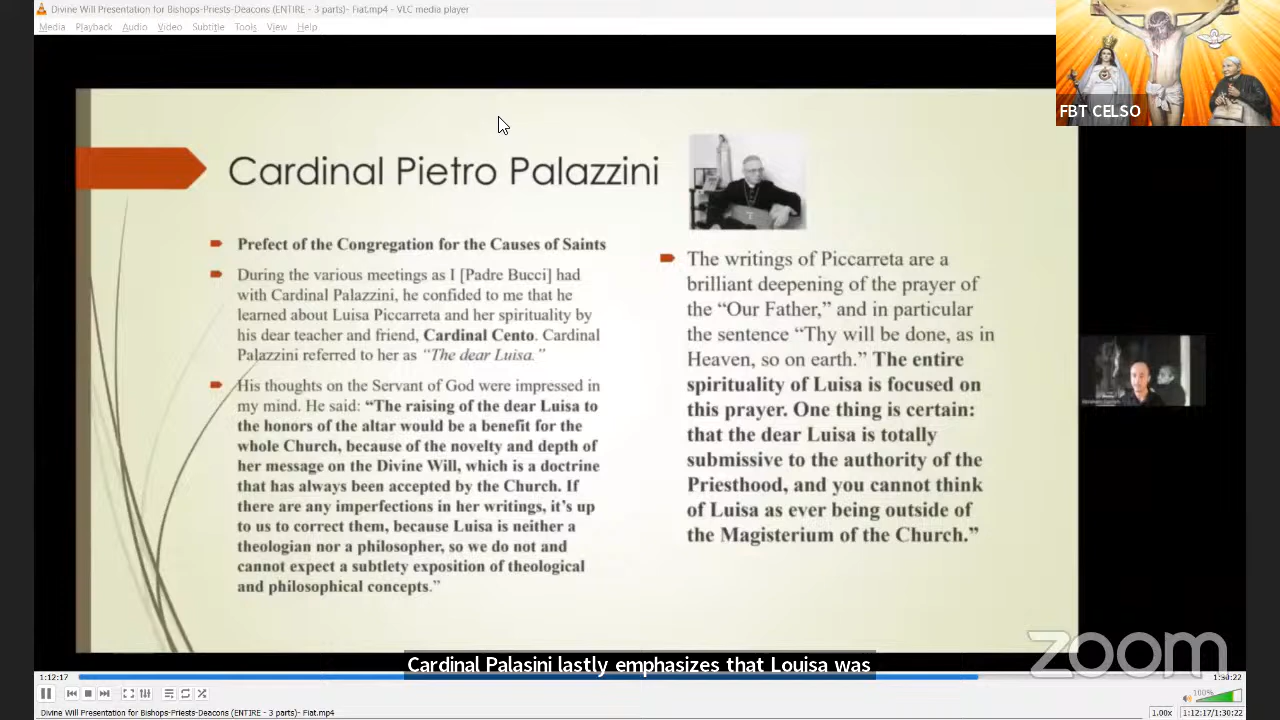 Divine Will Presentation for Bishops-Priests-Deacons (ENTIRE - 3 parts)- Fiat.mp4 - VLC media player
Media Playback Audio Video Subtitle Tools View Help
FBT CELSO
Cardinal Pietro Palazzini
Prefect of the Congregation for the Causes of Saints
During the various meetings as I [Padre Bucci] had
with Cardinal Palazzini, he confided to me that he
learned about Luisa Piccarreta and her spirituality by
his dear teacher and friend, Cardinal Cento. Cardinal
Palazzini referred to her as “The dear Luisa.”
His thoughts on the Servant of God were impressed in
my mind. He said: “The raising of the dear Luisa to
the honors of the altar would be a benefit for the
whole Church, because of the novelty and depth of
her message on the Divine Will, which is a doctrine
that has always been accepted by the Church. If
there are any imperfections in her writings, it’s up
to us to correct them, because Luisa is neither a
theologian nor a philosopher, so we do not and
cannot expect a subtlety exposition of theological
and philosophical concepts.”
The writings of Piccarreta are a
brilliant deepening of the prayer of
the “Our Father,” and in particular
the sentence “Thy will be done, as in
Heaven, so on earth.” The entire
spirituality of Luisa is focused on
this prayer. One thing is certain:
that the dear Luisa is totally
submissive to the authority of the
Priesthood, and you cannot think
of Luisa as ever being outside of
the Magisterium of the Church.”
zoom
Cardinal Palasini lastly emphasizes that Louisa was
1:12:17 1:30:22
100%
Divine Will Presentation for Bishops-Priests-Deacons (ENTIRE - 3 parts)- Fiat.mp4 1.00x 1:12:17/1:30:22